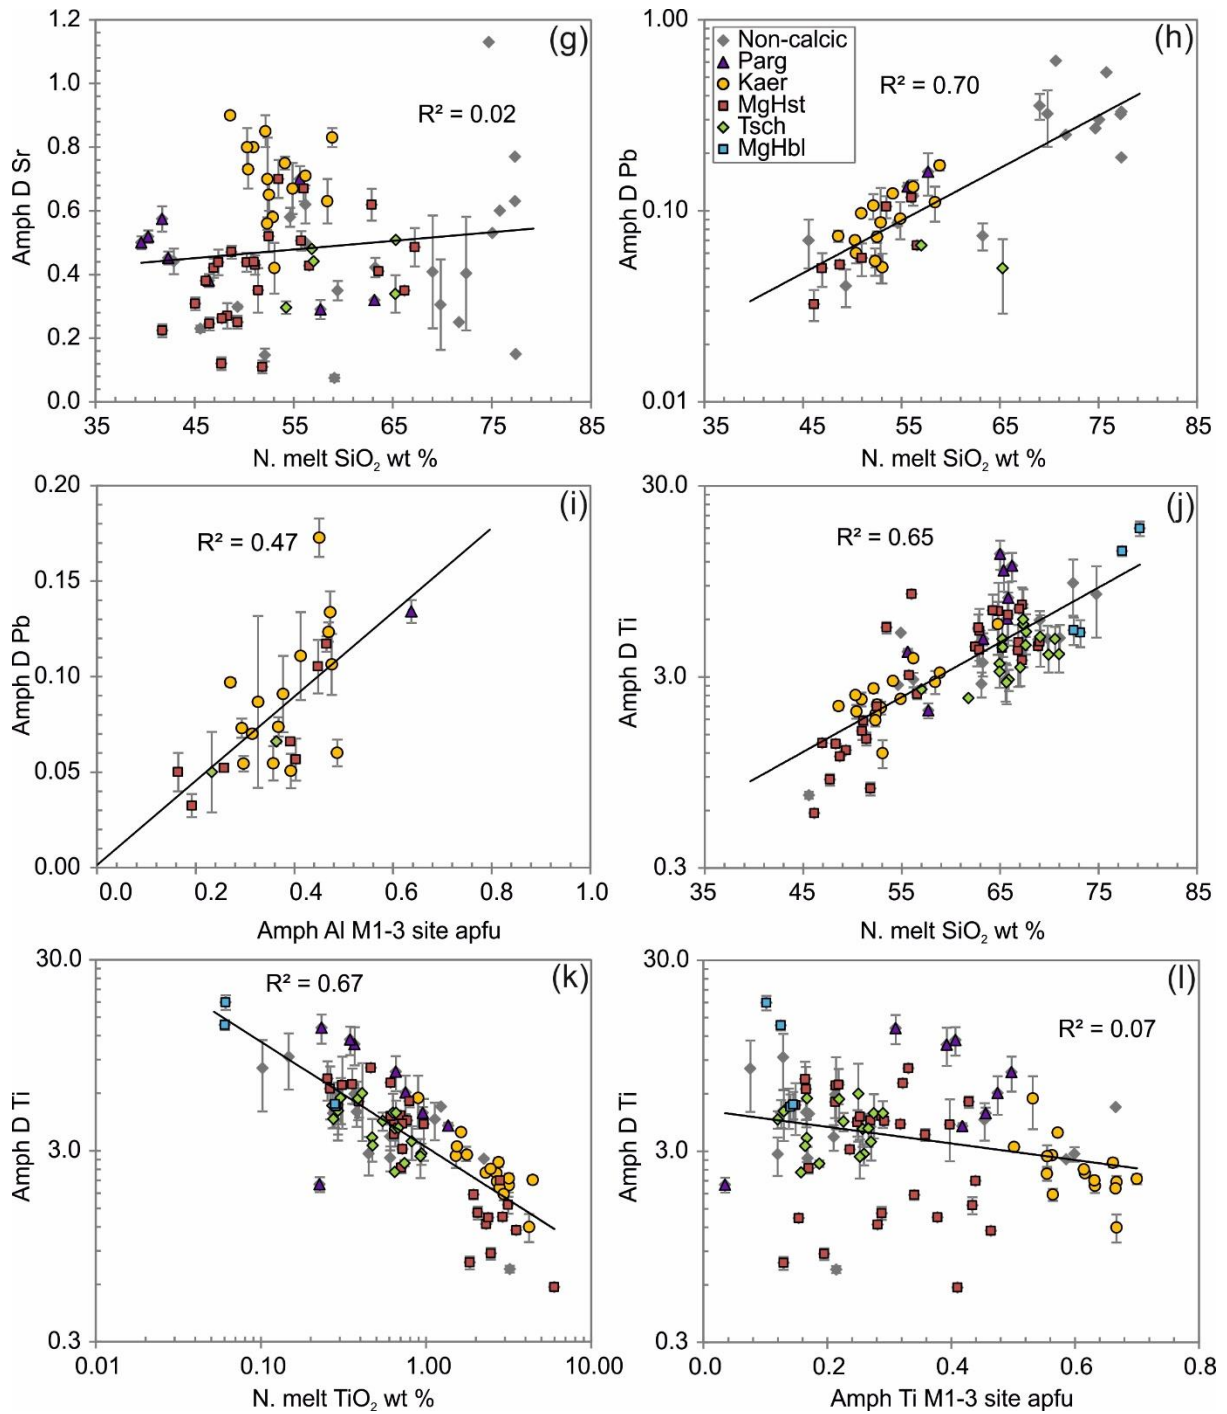 (g)
1.2
1.0
0.8
0.6
0.4
0.2
0.0
Amph D Sr
R² = 0.02
35 45 55 65 75 85
N. melt SiO₂ wt %
(h)
1.00
0.10
0.01
Amph D Pb
Non-calcic
Parg
Kaer
MgHst
Tsch
MgHbl
R² = 0.70
35 45 55 65 75 85
N. melt SiO₂ wt %
(i)
0.20
0.15
0.10
0.05
0.00
Amph D Pb
R² = 0.47
0.0 0.2 0.4 0.6 0.8 1.0
Amph Al M1-3 site apfu
(j)
30.0
3.0
0.3
Amph D Ti
R² = 0.65
35 45 55 65 75 85
N. melt SiO₂ wt %
(k)
30.0
3.0
0.3
Amph D Ti
R² = 0.67
0.01 0.10 1.00 10.00
N. melt TiO₂ wt %
(l)
30.0
3.0
0.3
Amph D Ti
R² = 0.07
0.0 0.2 0.4 0.6 0.8
Amph Ti M1-3 site apfu